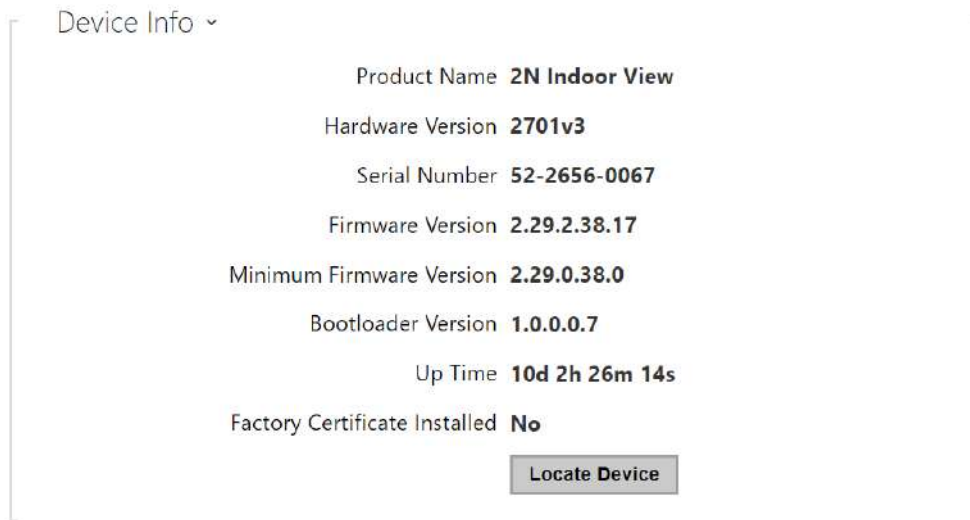 Device Info
Product Name 2N Indoor View
Hardware Version 2701v3
Serial Number 52-2656-0067
Firmware Version 2.29.2.38.17
Minimum Firmware Version 2.29.0.38.0
Bootloader Version 1.0.0.0.7
Up Time 10d 2h 26m 14s
Factory Certificate Installed No
Locate Device